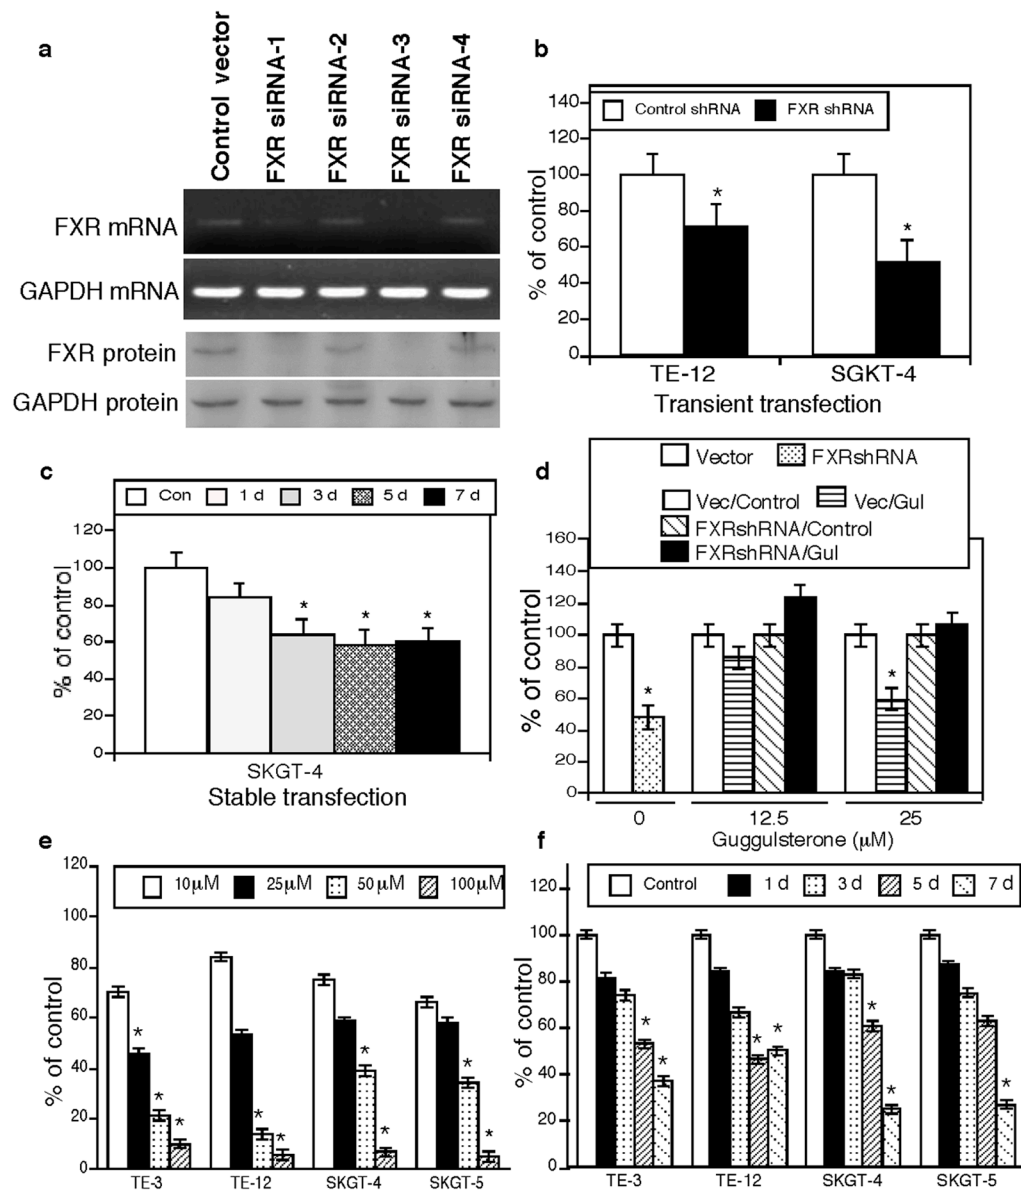 a
Control vector
FXR siRNA-1
FXR siRNA-2
FXR siRNA-3
FXR siRNA-4
FXR mRNA
GAPDH mRNA
FXR protein
GAPDH protein
b
Control shRNA FXR shRNA
% of control
140
120
100
80
60
40
20
0
* *
TE-12 SGKT-4
Transient transfection
c
Con 1 d 3 d 5 d 7 d
% of control
120
100
80
60
40
20
0
* * *
SKGT-4
Stable transfection
d
Vector FXRshRNA
Vec/Control Vec/Gul
FXRshRNA/Control
FXRshRNA/Gul
% of control
160
140
120
100
80
60
40
20
0
* *
0 12.5 25
Guggulsterone (μM)
e
10μM 25μM 50μM 100μM
% of control
120
100
80
60
40
20
0
* * * * * * * * *
TE-3 TE-12 SKGT-4 SKGT-5
f
Control 1 d 3 d 5 d 7 d
% of control
120
100
80
60
40
20
0
* * * * * * *
TE-3 TE-12 SKGT-4 SKGT-5